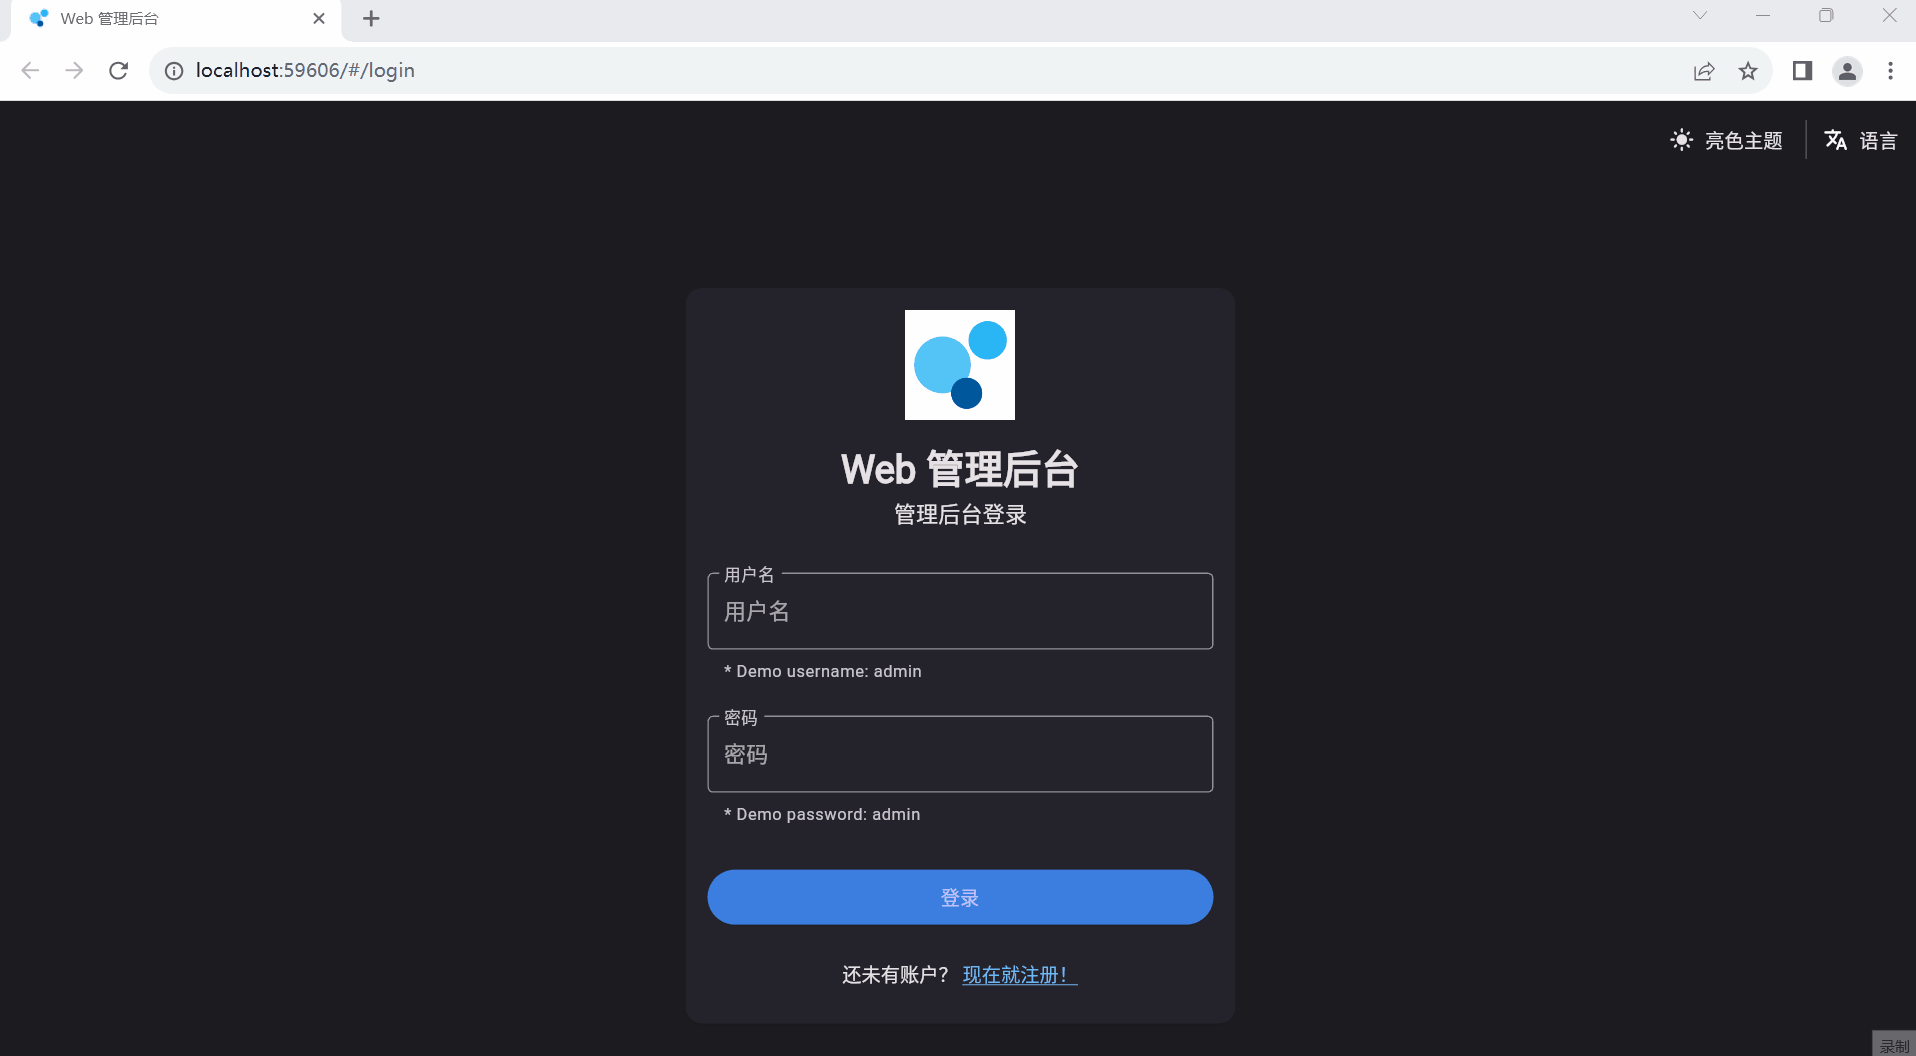 Web 管理后台
localhost:59606/#/login
亮色主题
语言
Web 管理后台
管理后台登录
用户名
用户名
* Demo username: admin
密码
密码
* Demo password: admin
登录
还未有账户？ 现在就注册！
录制